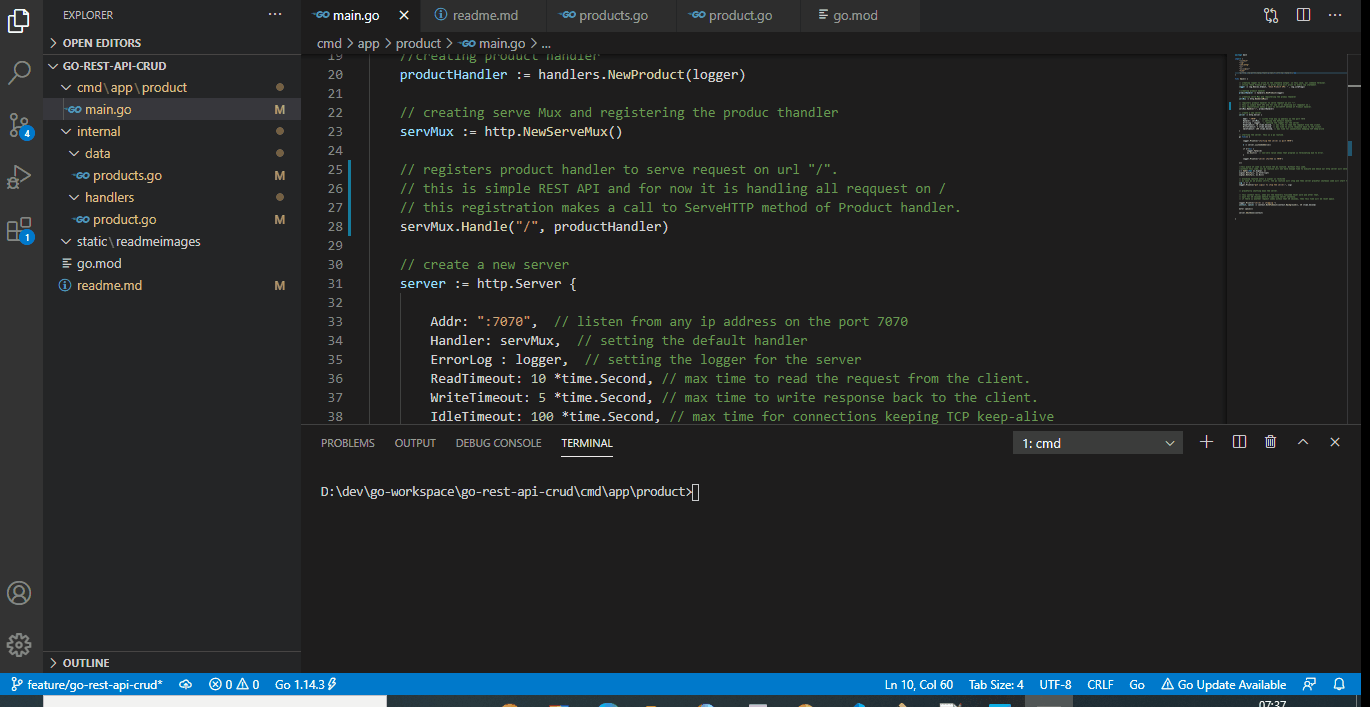 EXPLORER ...
OPEN EDITORS
GO-REST-API-CRUD
cmd\app\product
GO main.go M
internal
data
GO products.go M
handlers
GO product.go M
static\readmeimages
go.mod
readme.md M
OUTLINE
4
1
GO main.go
readme.md
GO products.go
GO product.go
go.mod
cmd > app > product > GO main.go > ...
19 //creating product handler
20 productHandler := handlers.NewProduct(logger)
21
22 // creating serve Mux and registering the produc thandler
23 servMux := http.NewServeMux()
24
25 // registers product handler to serve request on url "/".
26 // this is simple REST API and for now it is handling all reqquest on /
27 // this registration makes a call to ServeHTTP method of Product handler.
28 servMux.Handle("/", productHandler)
29
30 // create a new server
31 server := http.Server {
32
33 Addr: ":7070", // listen from any ip address on the port 7070
34 Handler: servMux, // setting the default handler
35 ErrorLog : logger, // setting the logger for the server
36 ReadTimeout: 10 *time.Second, // max time to read the request from the client.
37 WriteTimeout: 5 *time.Second, // max time to write response back to the client.
38 IdleTimeout: 100 *time.Second, // max time for connections keeping TCP keep-alive
PROBLEMS OUTPUT DEBUG CONSOLE TERMINAL 1: cmd
D:\dev\go-workspace\go-rest-api-crud\cmd\app\product>
feature/go-rest-api-crud* 0 0 Go 1.14.3 Ln 10, Col 60 Tab Size: 4 UTF-8 CRLF Go Go Update Available
07:37